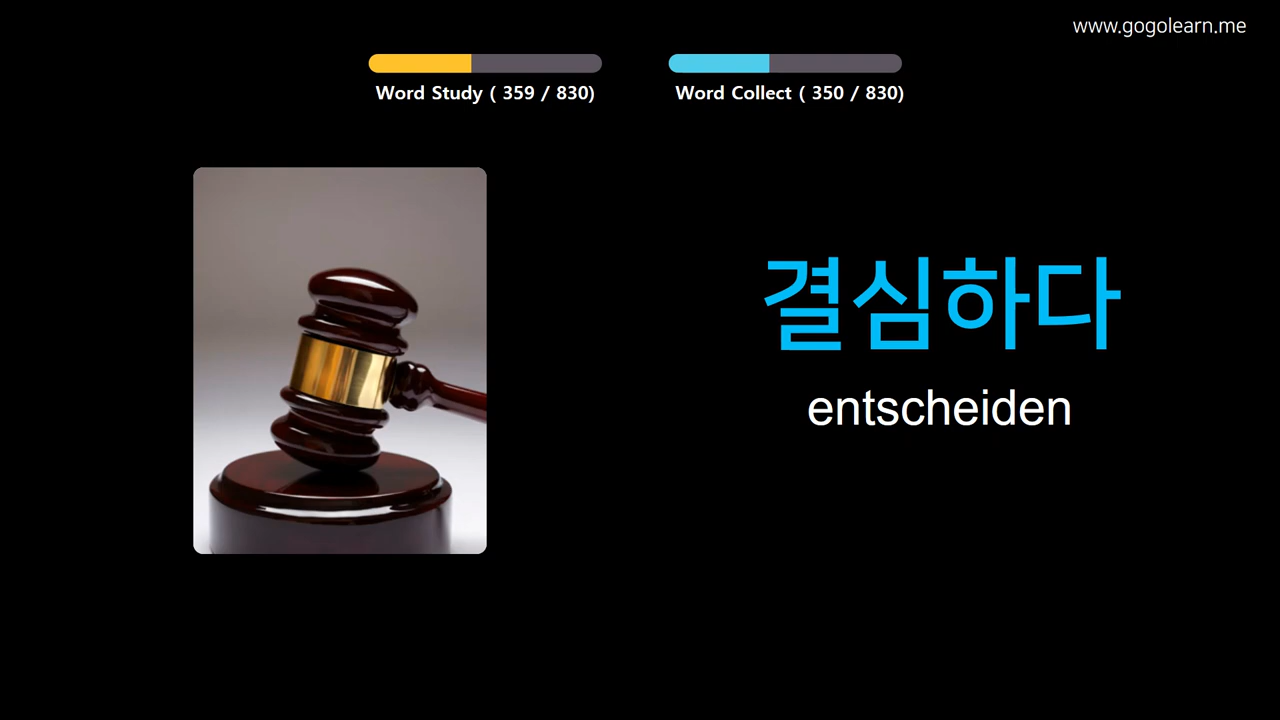 www.gogolearn.me
Word Study ( 359 / 830)
Word Collect ( 350 / 830)
결심하다
entscheiden